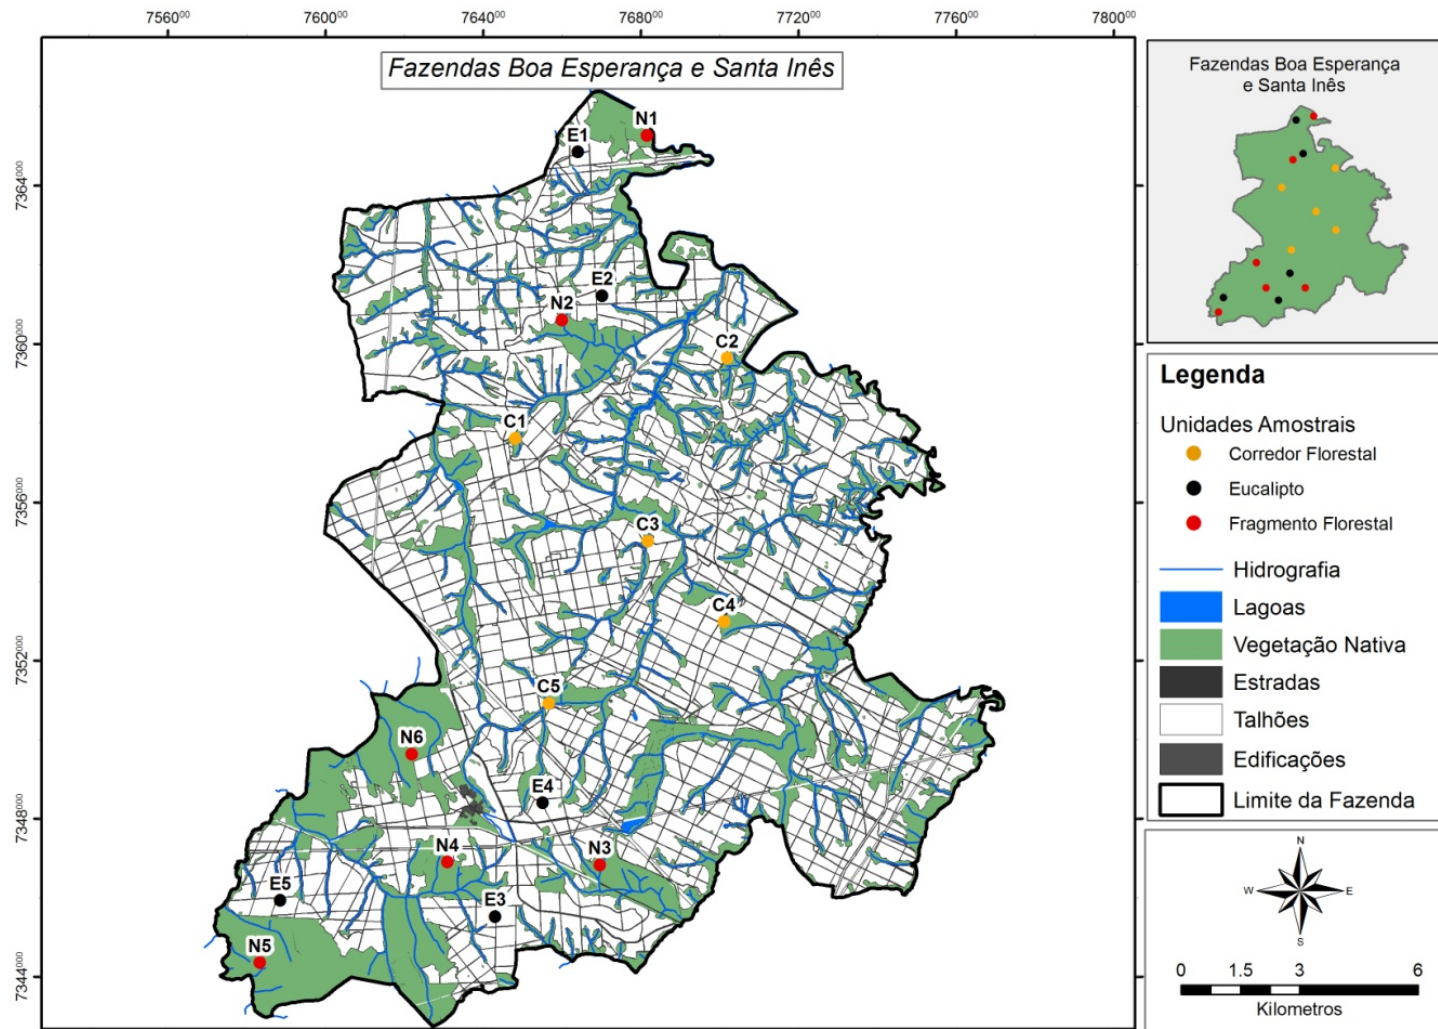 7560⁰⁰ 7600⁰⁰ 7640⁰⁰ 7680⁰⁰ 7720⁰⁰ 7760⁰⁰ 7800⁰⁰
Fazendas Boa Esperança e Santa Inês
N1
E1
7364000
E2
N2
7360000
C2
C1
7356000
C3
C4
7352000
C5
N6
E4
7348000
N4
N3
E5
E3
N5
7344000
Fazendas Boa Esperança
e Santa Inês
Legenda
Unidades Amostrais
Corredor Florestal
Eucalipto
Fragmento Florestal
Hidrografia
Lagoas
Vegetação Nativa
Estradas
Talhões
Edificações
Limite da Fazenda
N
W E
S
0 1.5 3 6
Kilometros